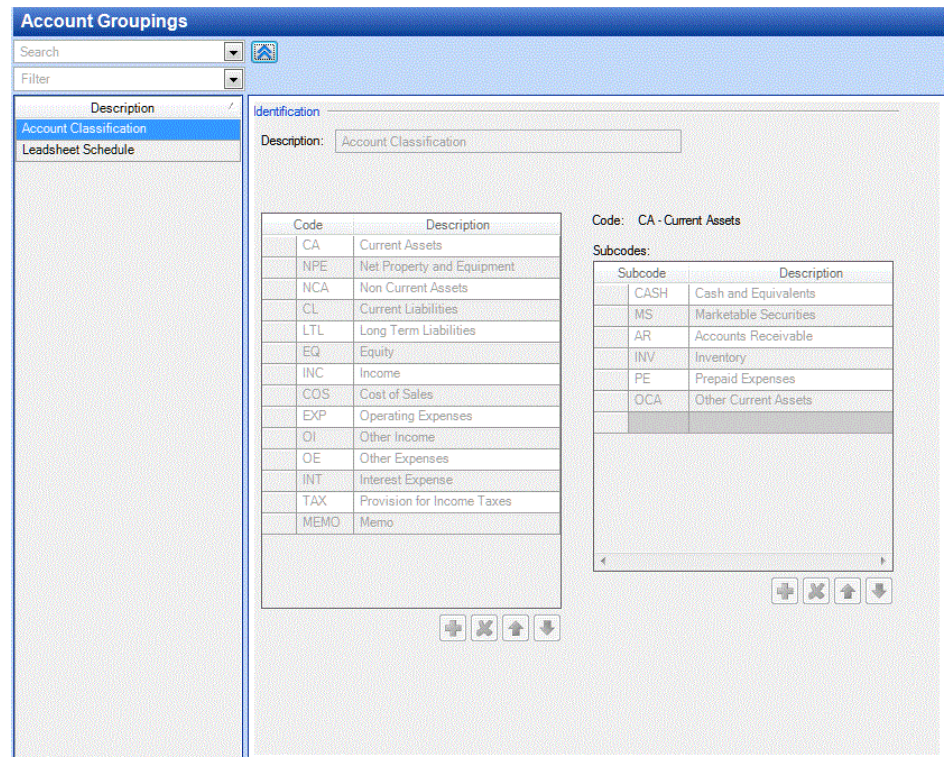 Account Groupings
Search
Filter
Description
Account Classification
Leadsheet Schedule
Identification
Description: Account Classification
Code Description
CA Current Assets
NPE Net Property and Equipment
NCA Non Current Assets
CL Current Liabilities
LTL Long Term Liabilities
EQ Equity
INC Income
COS Cost of Sales
EXP Operating Expenses
OI Other Income
OE Other Expenses
INT Interest Expense
TAX Provision for Income Taxes
MEMO Memo
Code: CA - Current Assets
Subcodes:
Subcode Description
CASH Cash and Equivalents
MS Marketable Securities
AR Accounts Receivable
INV Inventory
PE Prepaid Expenses
OCA Other Current Assets